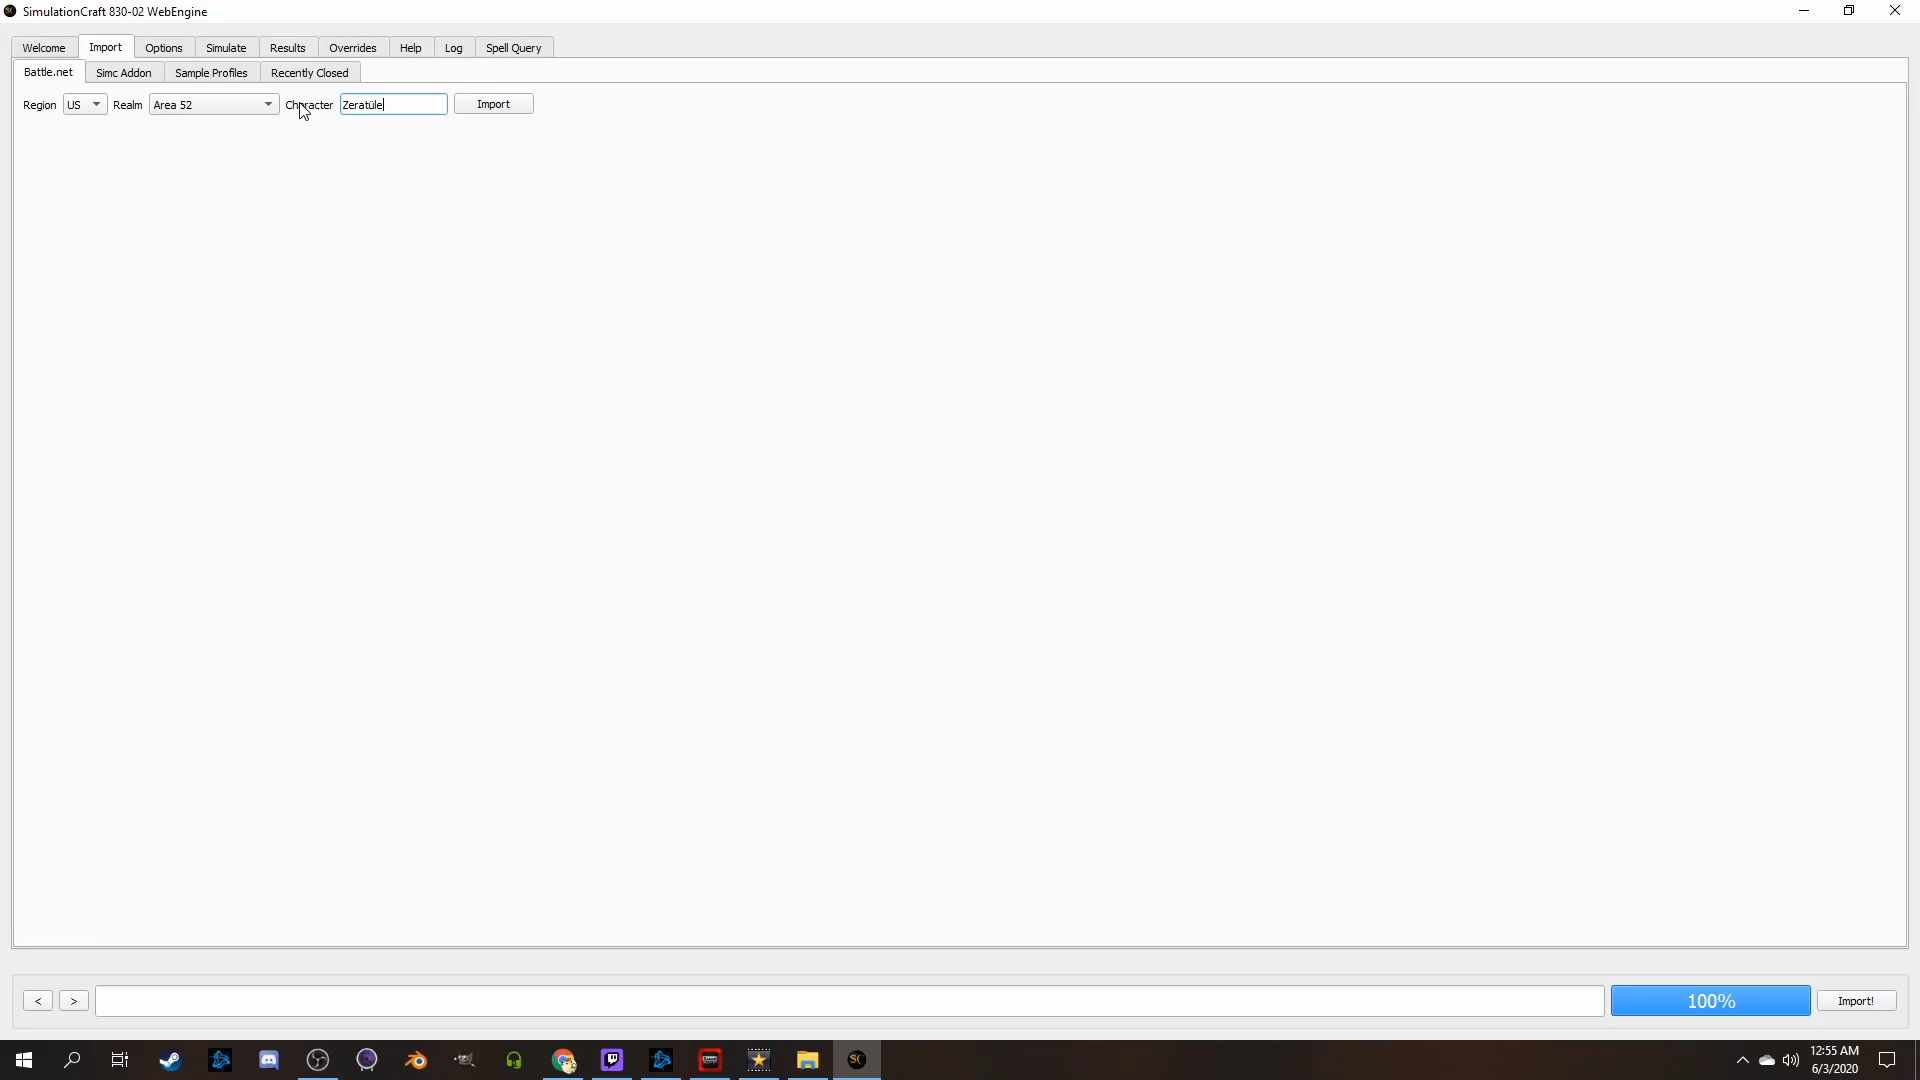 SimulationCraft 830-02 WebEngine
Welcome Import Options Simulate Results Overrides Help Log Spell Query
Battle.net Simc Addon Sample Profiles Recently Closed
Region US Realm Area 52 Character Zeratüle Import
< > 100% Import!
12:55 AM
6/3/2020